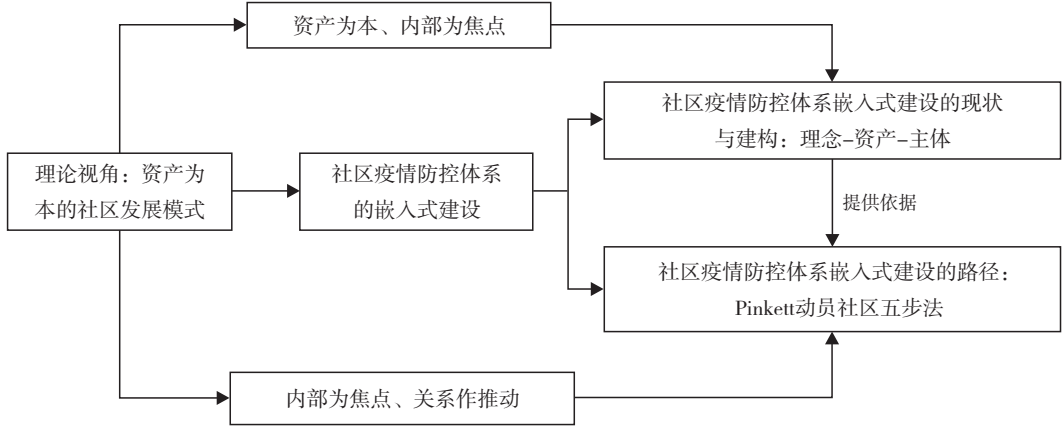 资产为本、内部为焦点
社区疫情防控体系嵌入式建设的现状
与建构：理念-资产-主体
理论视角：资产为
本的社区发展模式
社区疫情防控体系
的嵌入式建设
提供依据
社区疫情防控体系嵌入式建设的路径：
Pinkett动员社区五步法
内部为焦点、关系作推动